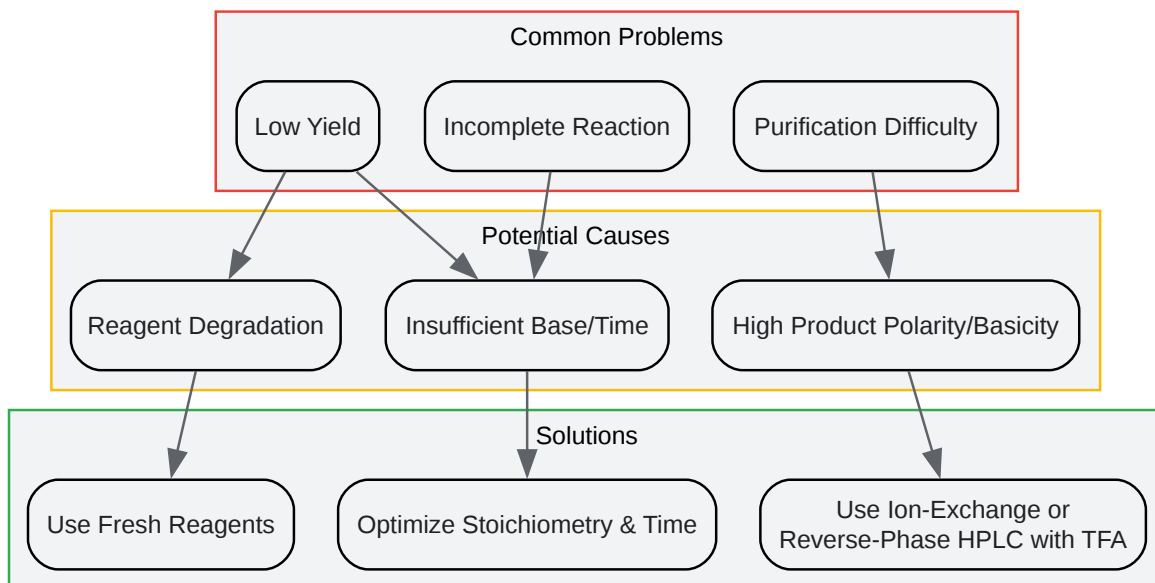 Common Problems
Low Yield
Incomplete Reaction
Purification Difficulty
Potential Causes
Reagent Degradation
Insufficient Base/Time
High Product Polarity/Basicity
Solutions
Use Fresh Reagents
Optimize Stoichiometry & Time
Use Ion-Exchange or
Reverse-Phase HPLC with TFA